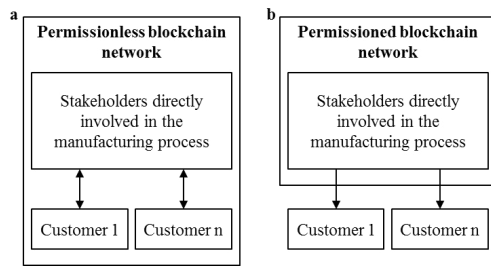 a
Permissionless blockchain
network
Stakeholders directly
involved in the
manufacturing process
Customer 1
Customer n
b
Permissioned blockchain
network
Stakeholders directly
involved in the
manufacturing process
Customer 1
Customer n